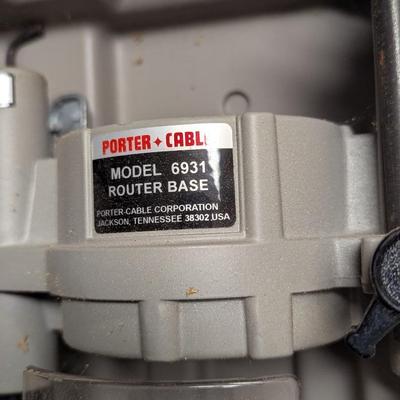 PORTER+CABLE
MODEL 6931
ROUTER BASE
PORTER-CABLE CORPORATION
JACKSON, TENNESSEE 38302 USA